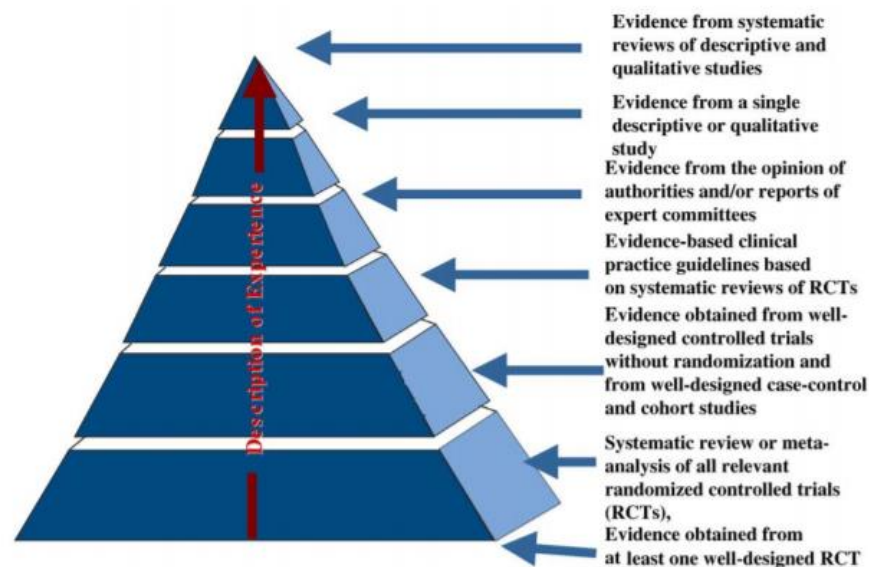 Evidence from systematic
reviews of descriptive and
qualitative studies
Evidence from a single
descriptive or qualitative
study
Evidence from the opinion of
authorities and/or reports of
expert committees
Evidence-based clinical
practice guidelines based
on systematic reviews of RCTs
Evidence obtained from well-
designed controlled trials
without randomization and
from well-designed case-control
and cohort studies
Systematic review or meta-
analysis of all relevant
randomized controlled trials
(RCTs),
Evidence obtained from
at least one well-designed RCT
Description of Experience